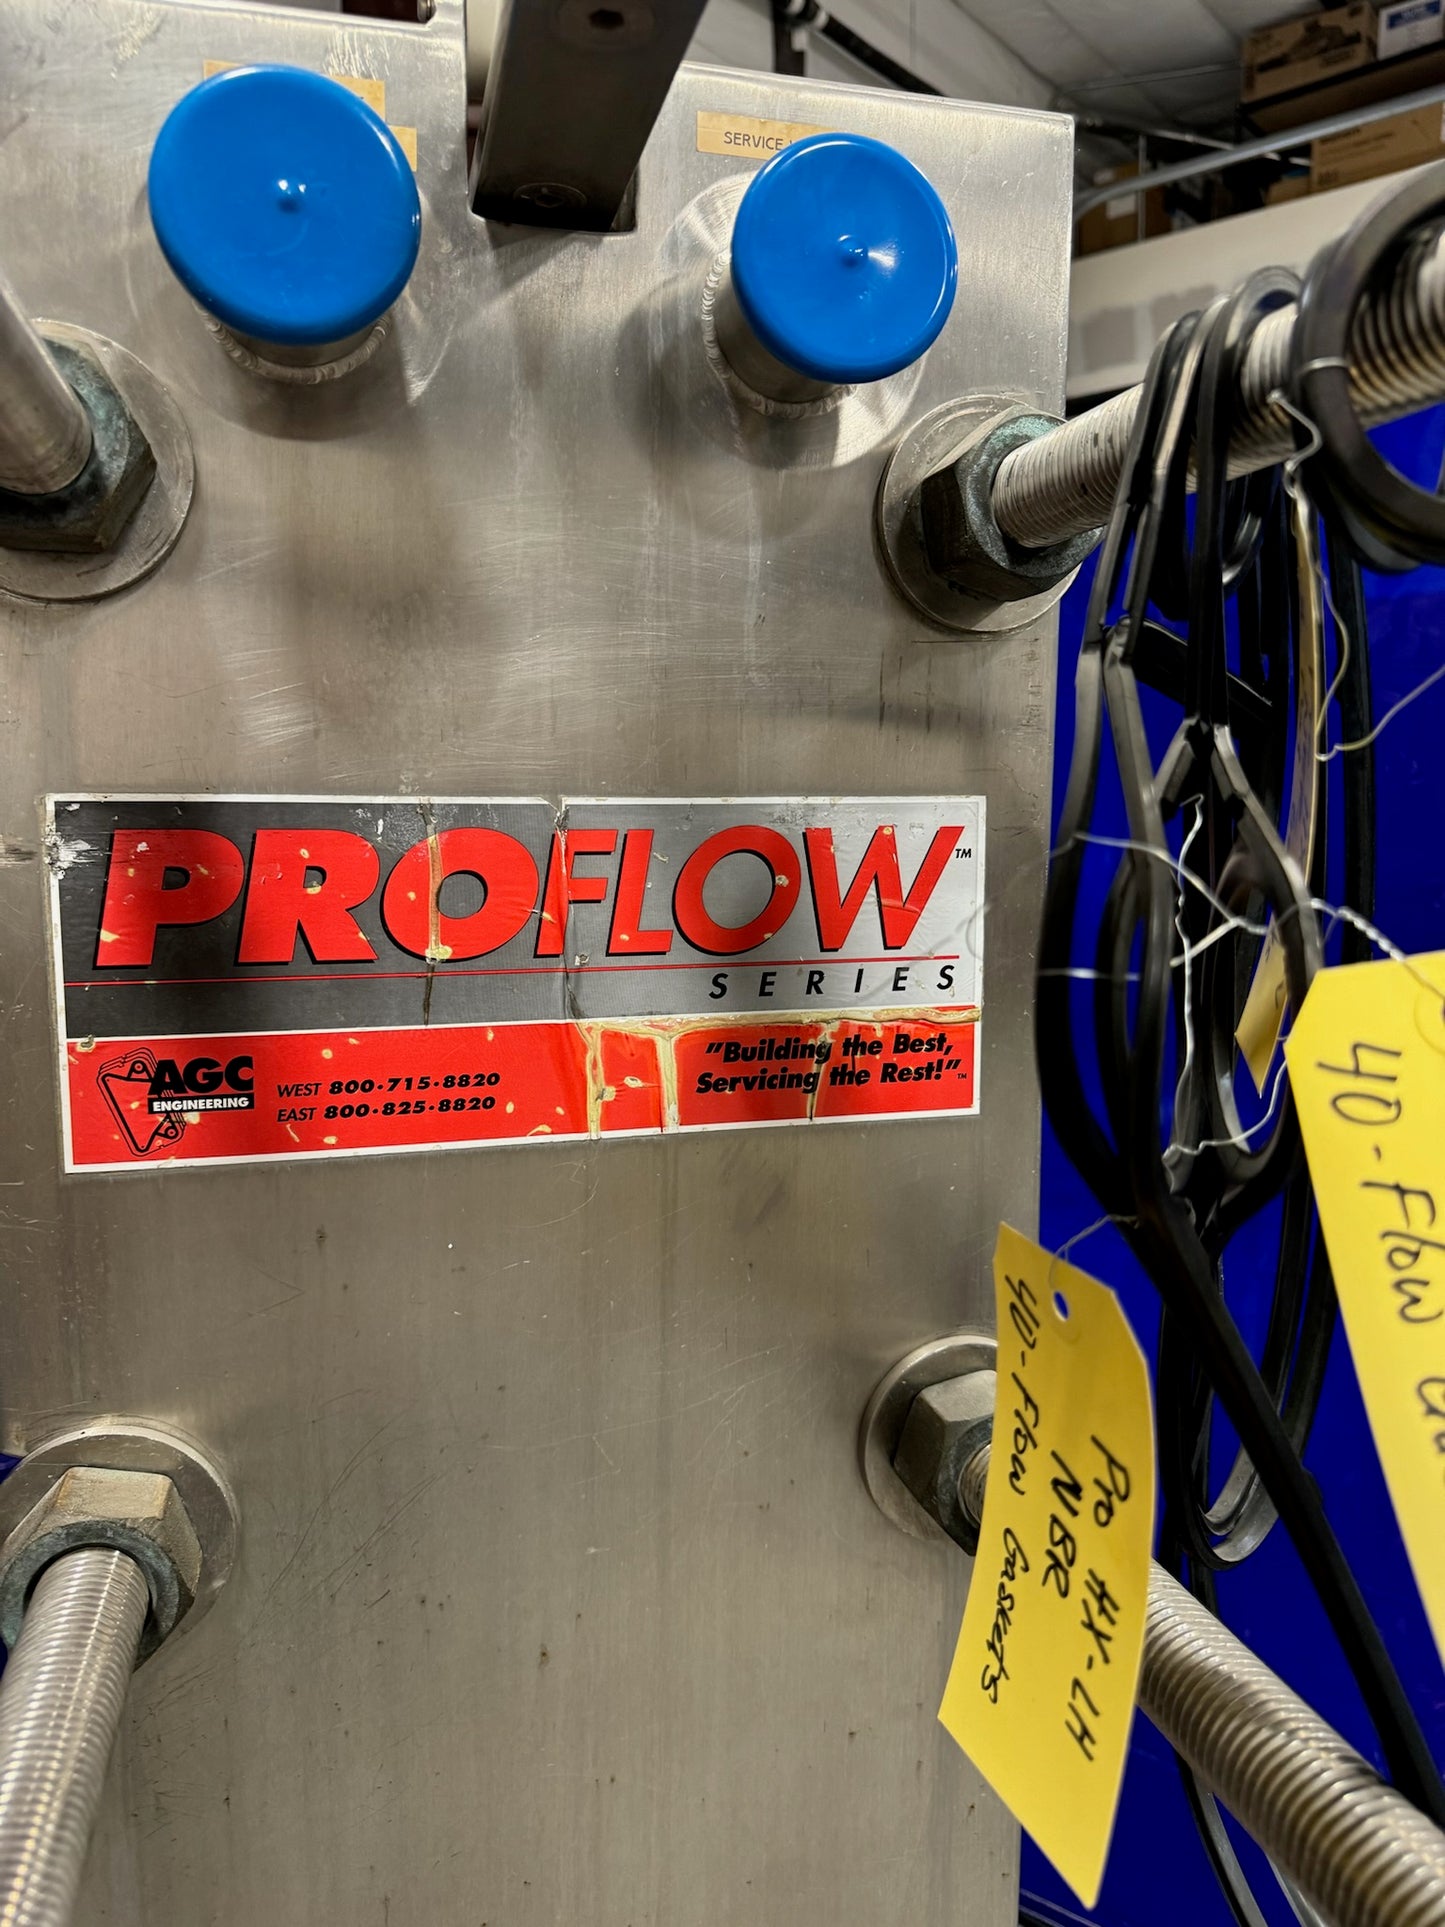 SERVICE
PROFLOW™
SERIES
AGC
ENGINEERING
WEST 800·715·8820
EAST 800·825·8820
"Building the Best,
Servicing the Rest!"™
40-Flow
Pro HX-LH
NBR
40-Flow Gaskets